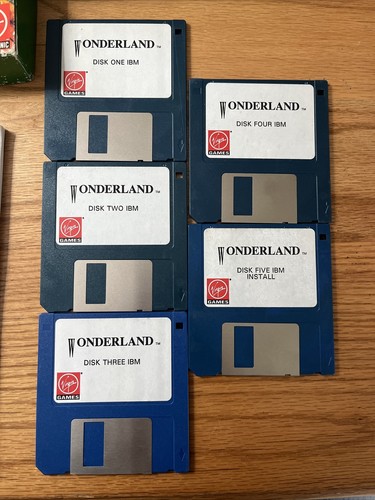 WONDERLAND™
DISK ONE IBM
Virgin
GAMES
WONDERLAND™
DISK TWO IBM
Virgin
GAMES
WONDERLAND™
DISK THREE IBM
Virgin
GAMES
WONDERLAND™
DISK FOUR IBM
Virgin
GAMES
WONDERLAND™
DISK FIVE IBM
INSTALL
Virgin
GAMES